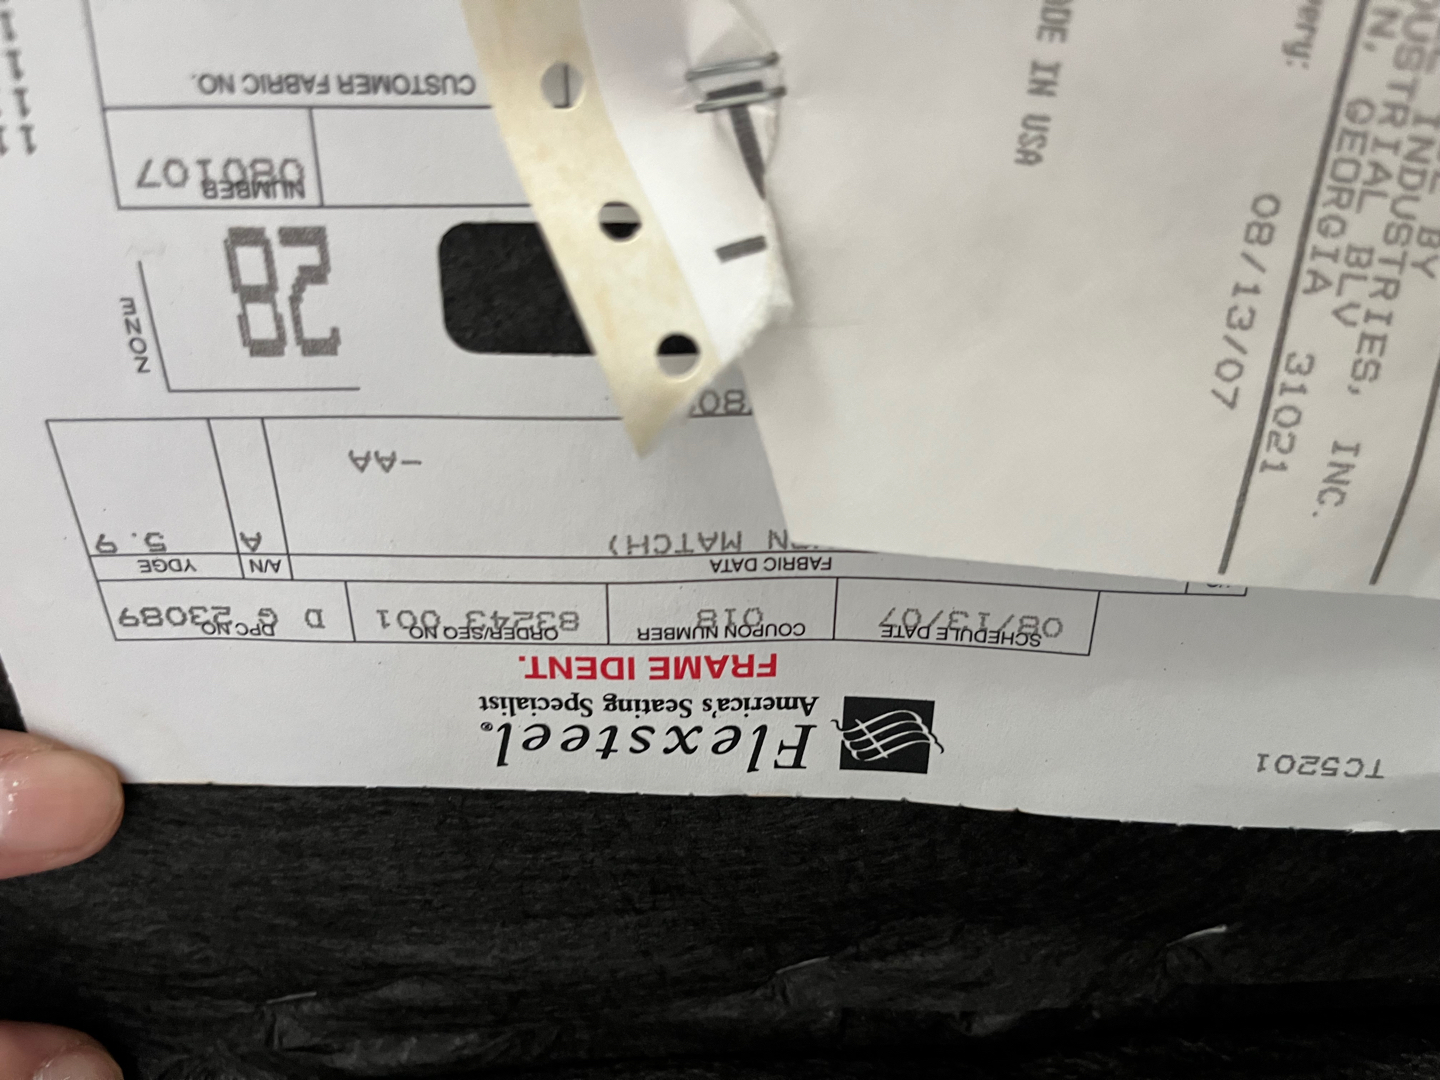 TC5201
Flexsteel®
America's Seating Specialist
FRAME IDENT.
SCHEDULE DATE
08/13/07
COUPON NUMBER
018
ORDER/SEQ NO.
83243 001
DPC NO.
D G 23089
FABRIC DATA
A/N
YDGE
MATCH)
A
5.9
-AA
NOZM
28
NUMBER
080107
CUSTOMER FABRIC NO.
IN USA
08/13/07
BY
INDUSTRIES, INC.
BLV
GEORGIA 31021